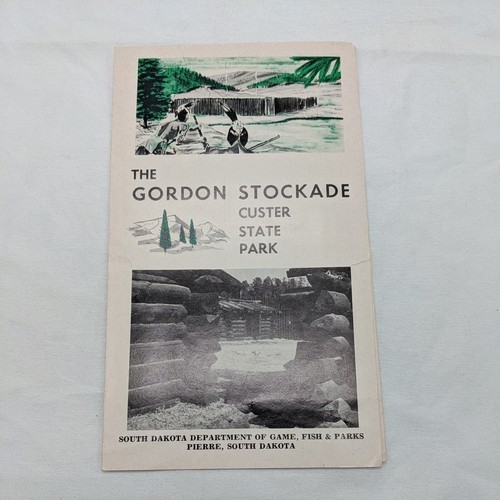 THE
GORDON STOCKADE
CUSTER
STATE
PARK
SOUTH DAKOTA DEPARTMENT OF GAME, FISH & PARKS
PIERRE, SOUTH DAKOTA